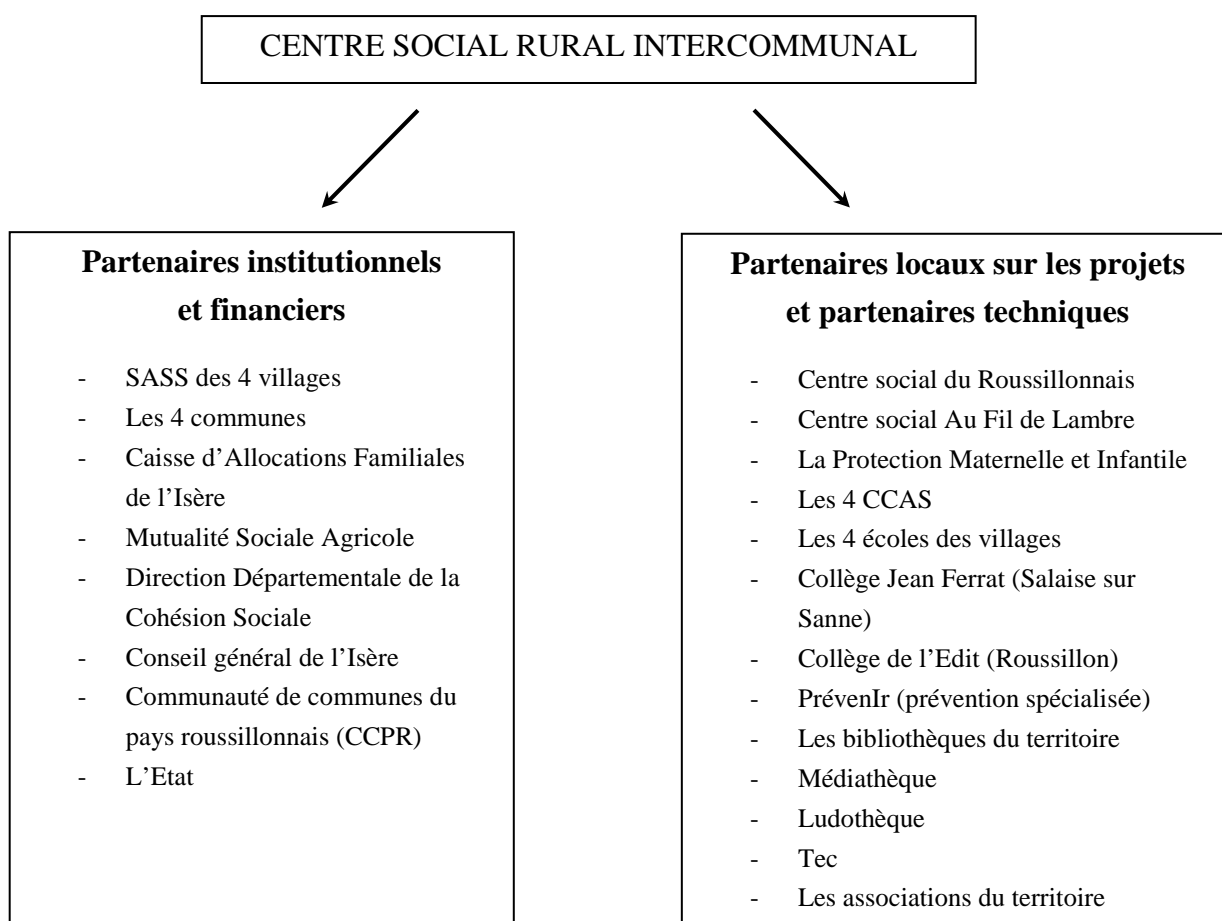 CENTRE SOCIAL RURAL INTERCOMMUNAL
Partenaires institutionnels
et financiers
- SASS des 4 villages
- Les 4 communes
- Caisse d’Allocations Familiales
de l’Isère
- Mutualité Sociale Agricole
- Direction Départementale de la
Cohésion Sociale
- Conseil général de l’Isère
- Communauté de communes du
pays roussillonnais (CCPR)
- L’Etat
Partenaires locaux sur les projets
et partenaires techniques
- Centre social du Roussillonnais
- Centre social Au Fil de Lambre
- La Protection Maternelle et Infantile
- Les 4 CCAS
- Les 4 écoles des villages
- Collège Jean Ferrat (Salaise sur
Sanne)
- Collège de l’Edit (Roussillon)
- PrévenIr (prévention spécialisée)
- Les bibliothèques du territoire
- Médiathèque
- Ludothèque
- Tec
- Les associations du territoire